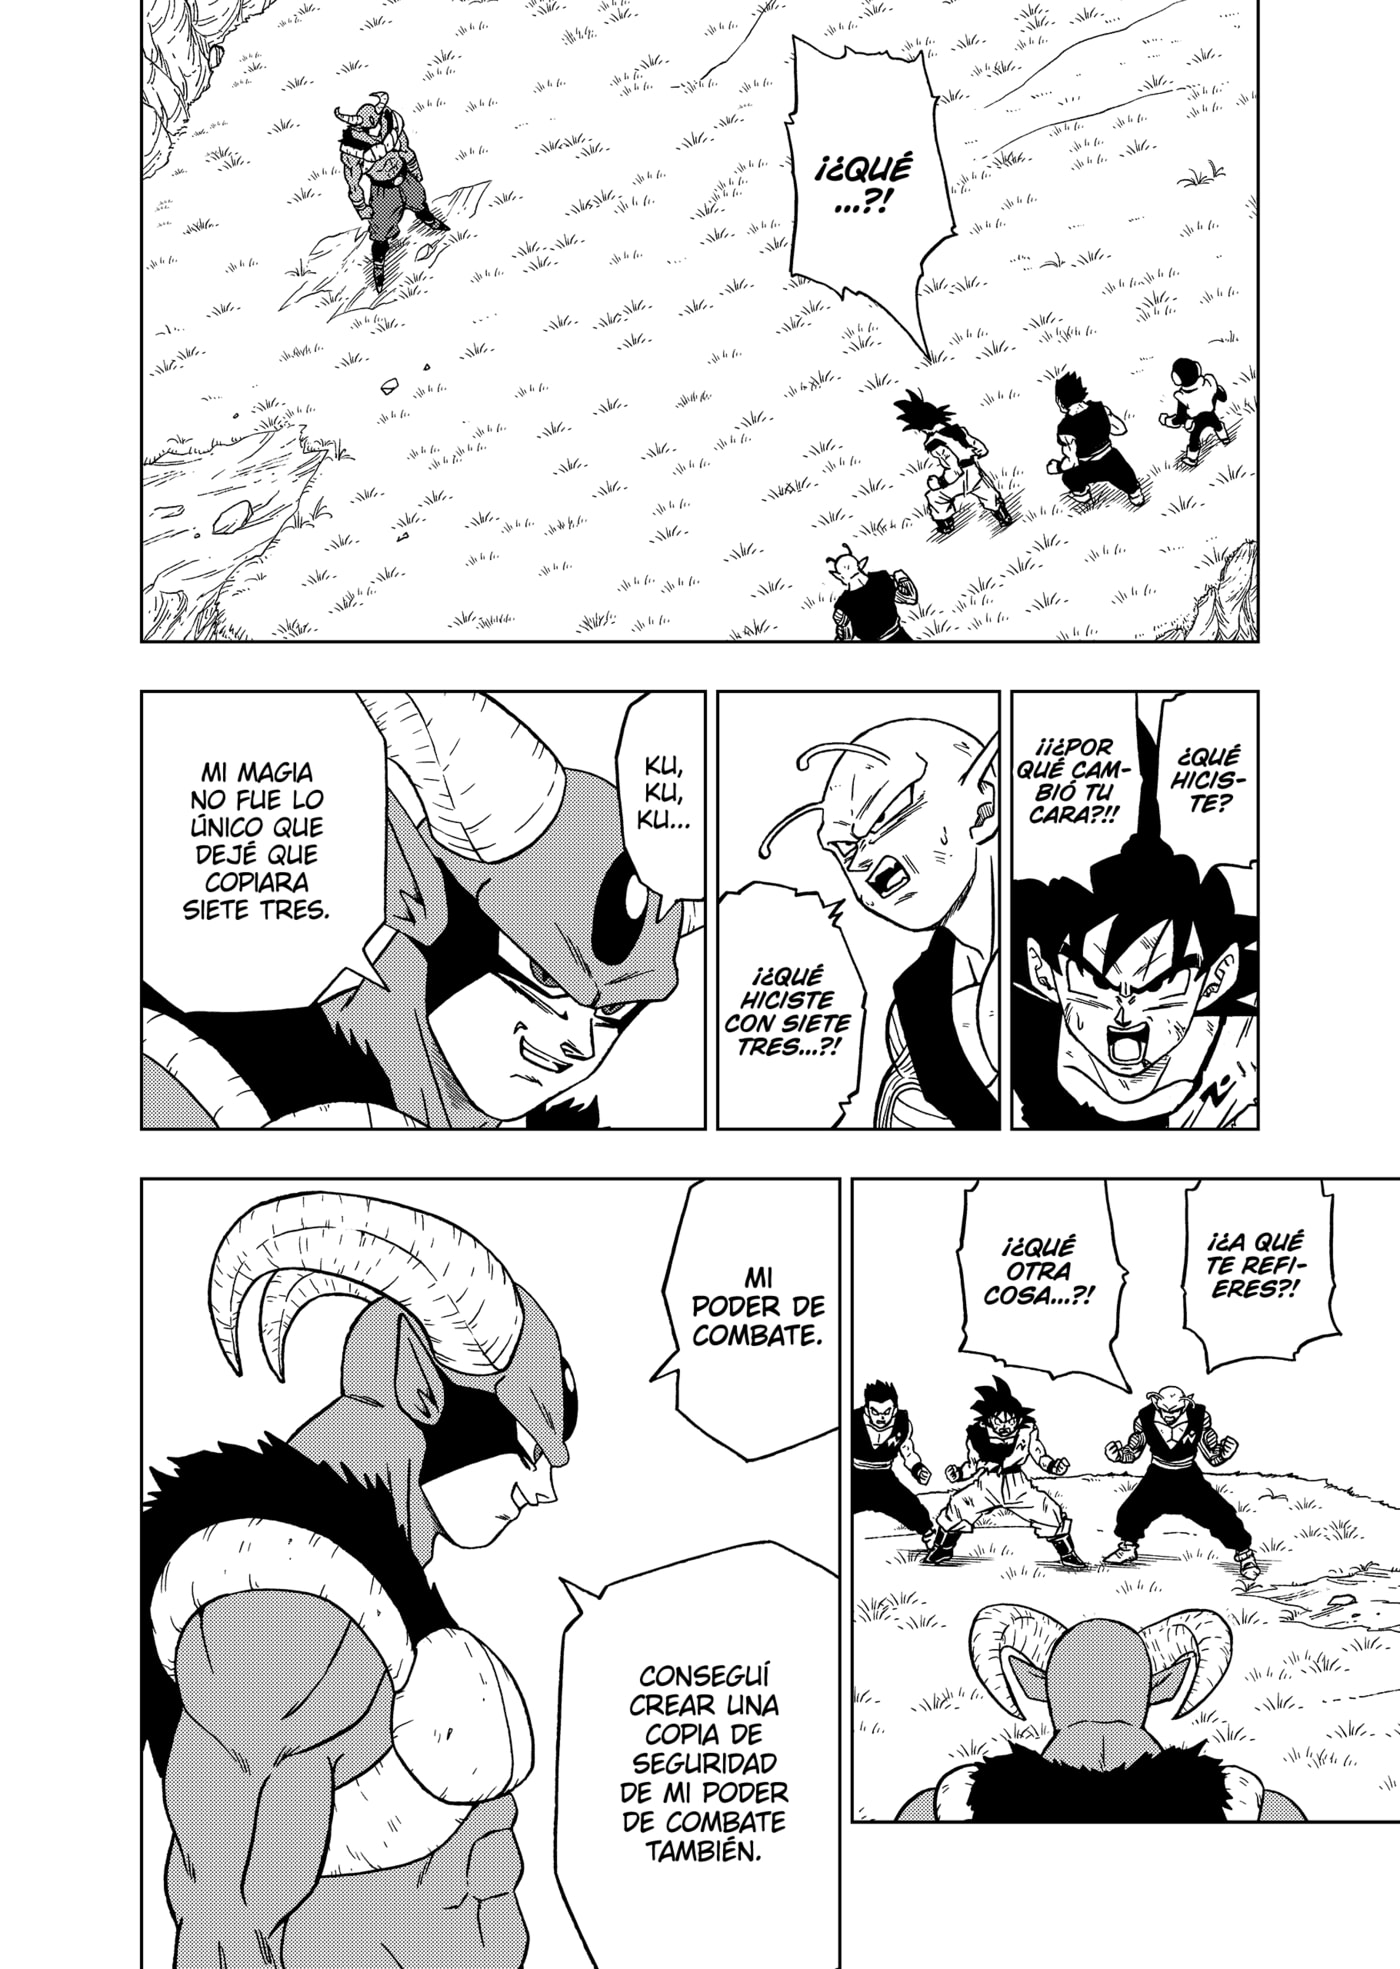 ¡¿QUÉ
...?!
¿QUÉ
HICIS-
TE?
¡¡¿POR
QUÉ CAM-
BIÓ TU
CARA?!!
¡¿QUÉ
HICISTE
CON SIETE
TRES...?!
KU,
KU,
KU...
MI MAGIA
NO FUE LO
ÚNICO QUE
DEJÉ QUE
COPIARA
SIETE TRES.
¡¿A QUÉ
TE REFI-
ERES?!
¡¿QUÉ
OTRA
COSA...?!
MI
PODER DE
COMBATE.
CONSEGUÍ
CREAR UNA
COPIA DE
SEGURIDAD
DE MI PODER
DE COMBATE
TAMBIÉN.